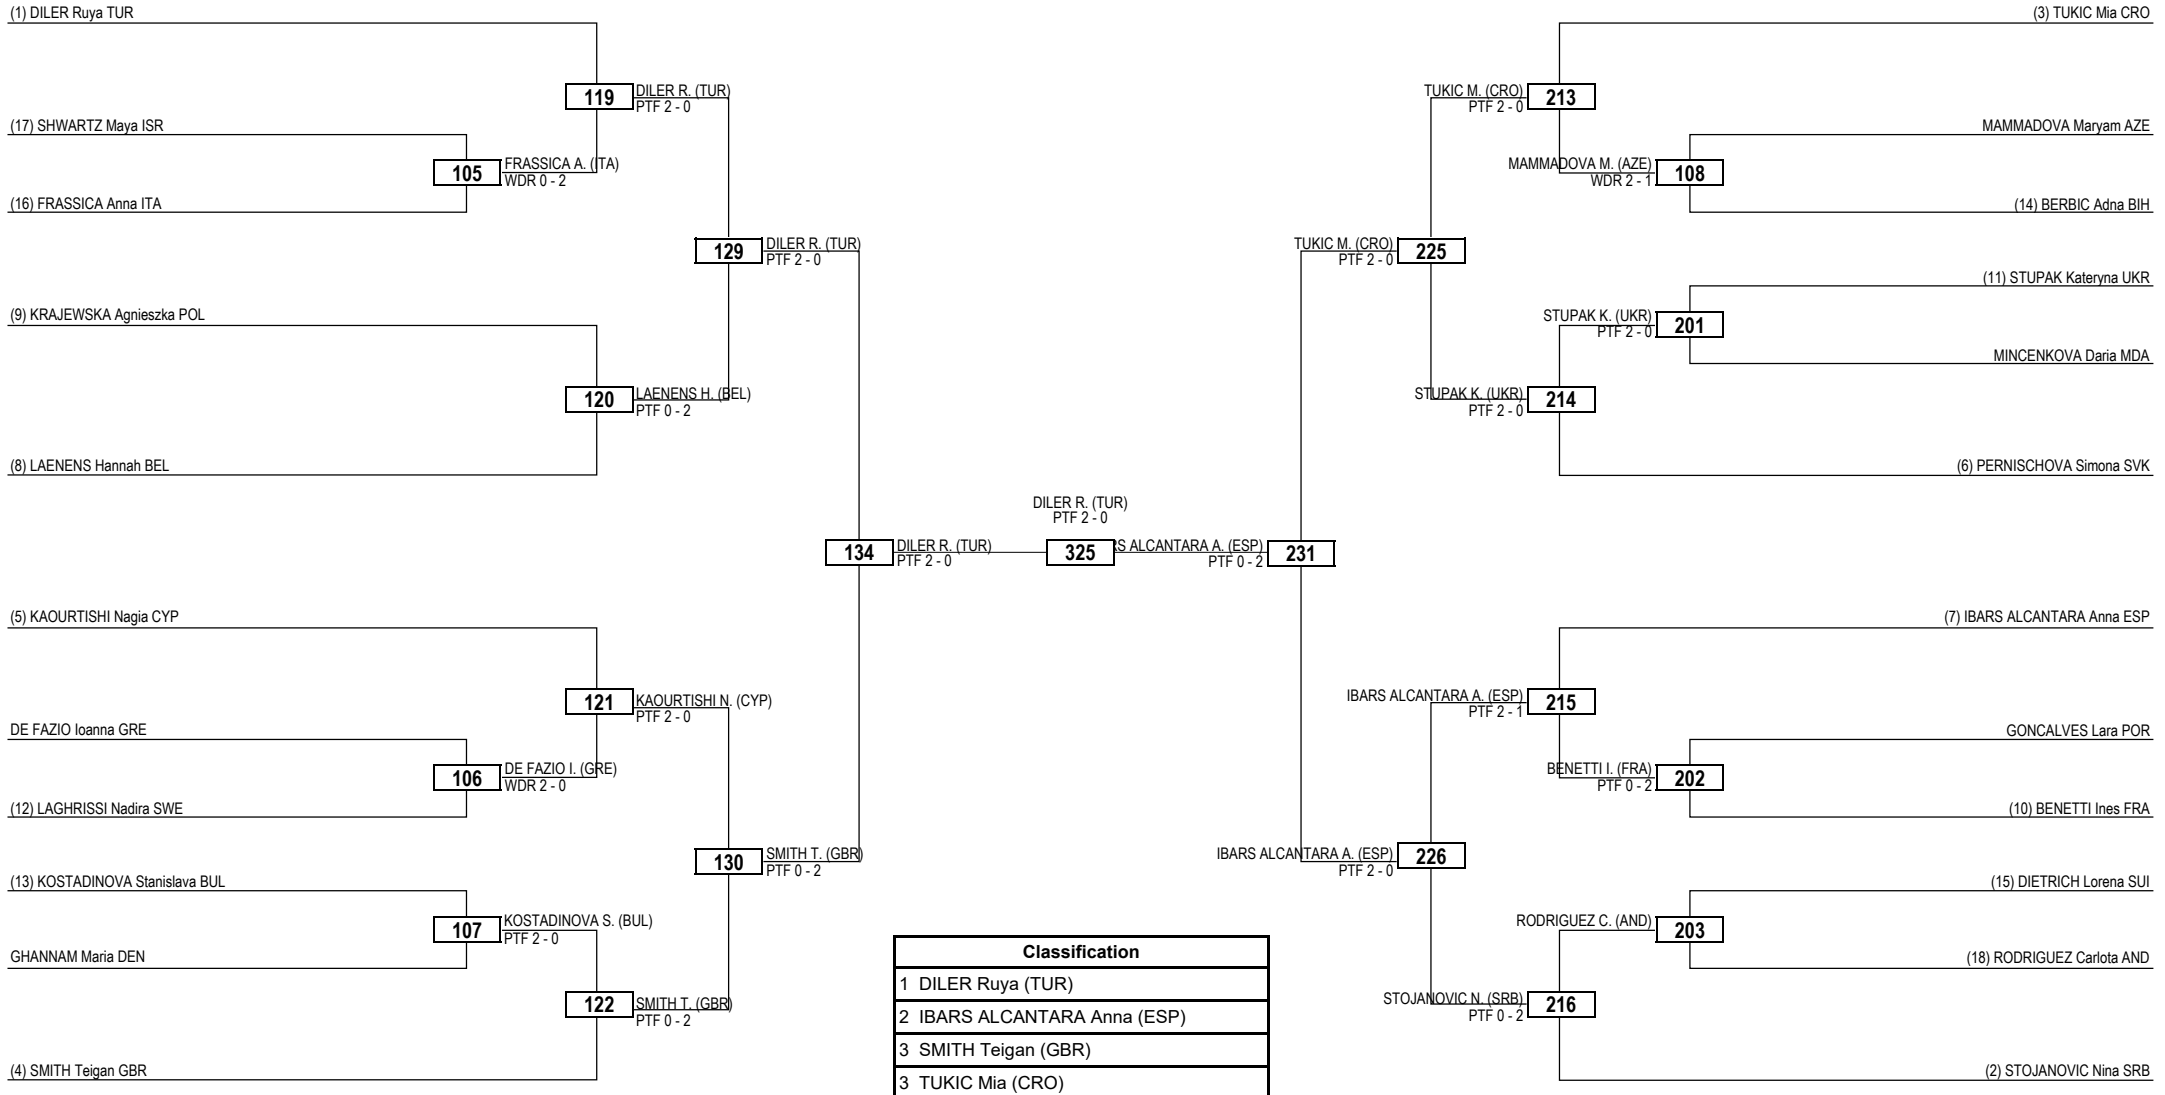 (1) DILER Ruya TUR
119
DILER R. (TUR)
PTF 2 - 0
(17) SHWARTZ Maya ISR
105
FRASSICA A. (ITA)
WDR 0 - 2
(16) FRASSICA Anna ITA
129
DILER R. (TUR)
PTF 2 - 0
(9) KRAJEWSKA Agnieszka POL
120
LAENENS H. (BEL)
PTF 0 - 2
(8) LAENENS Hannah BEL
134
DILER R. (TUR)
PTF 2 - 0
(5) KAOURTISHI Nagia CYP
121
KAOURTISHI N. (CYP)
PTF 2 - 0
DE FAZIO Ioanna GRE
106
DE FAZIO I. (GRE)
WDR 2 - 0
(12) LAGHRISSI Nadira SWE
130
SMITH T. (GBR)
PTF 0 - 2
(13) KOSTADINOVA Stanislava BUL
107
KOSTADINOVA S. (BUL)
PTF 2 - 0
GHANNAM Maria DEN
122
SMITH T. (GBR)
PTF 0 - 2
(4) SMITH Teigan GBR
DILER R. (TUR)
PTF 2 - 0
325
(3) TUKIC Mia CRO
TUKIC M. (CRO)
PTF 2 - 0
213
MAMMADOVA Maryam AZE
MAMMADOVA M. (AZE)
WDR 2 - 1
108
(14) BERBIC Adna BIH
TUKIC M. (CRO)
PTF 2 - 0
225
(11) STUPAK Kateryna UKR
STUPAK K. (UKR)
PTF 2 - 0
201
MINCENKOVA Daria MDA
STUPAK K. (UKR)
PTF 2 - 0
214
(6) PERNISCHOVA Simona SVK
ALCANTARA A. (ESP)
PTF 0 - 2
231
(7) IBARS ALCANTARA Anna ESP
IBARS ALCANTARA A. (ESP)
PTF 2 - 1
215
GONCALVES Lara POR
BENETTI I. (FRA)
PTF 0 - 2
202
(10) BENETTI Ines FRA
IBARS ALCANTARA A. (ESP)
PTF 2 - 0
226
(15) DIETRICH Lorena SUI
RODRIGUEZ C. (AND)
203
(18) RODRIGUEZ Carlota AND
STOJANOVIC N. (SRB)
PTF 0 - 2
216
(2) STOJANOVIC Nina SRB
Classification
1 DILER Ruya (TUR)
2 IBARS ALCANTARA Anna (ESP)
3 SMITH Teigan (GBR)
3 TUKIC Mia (CRO)